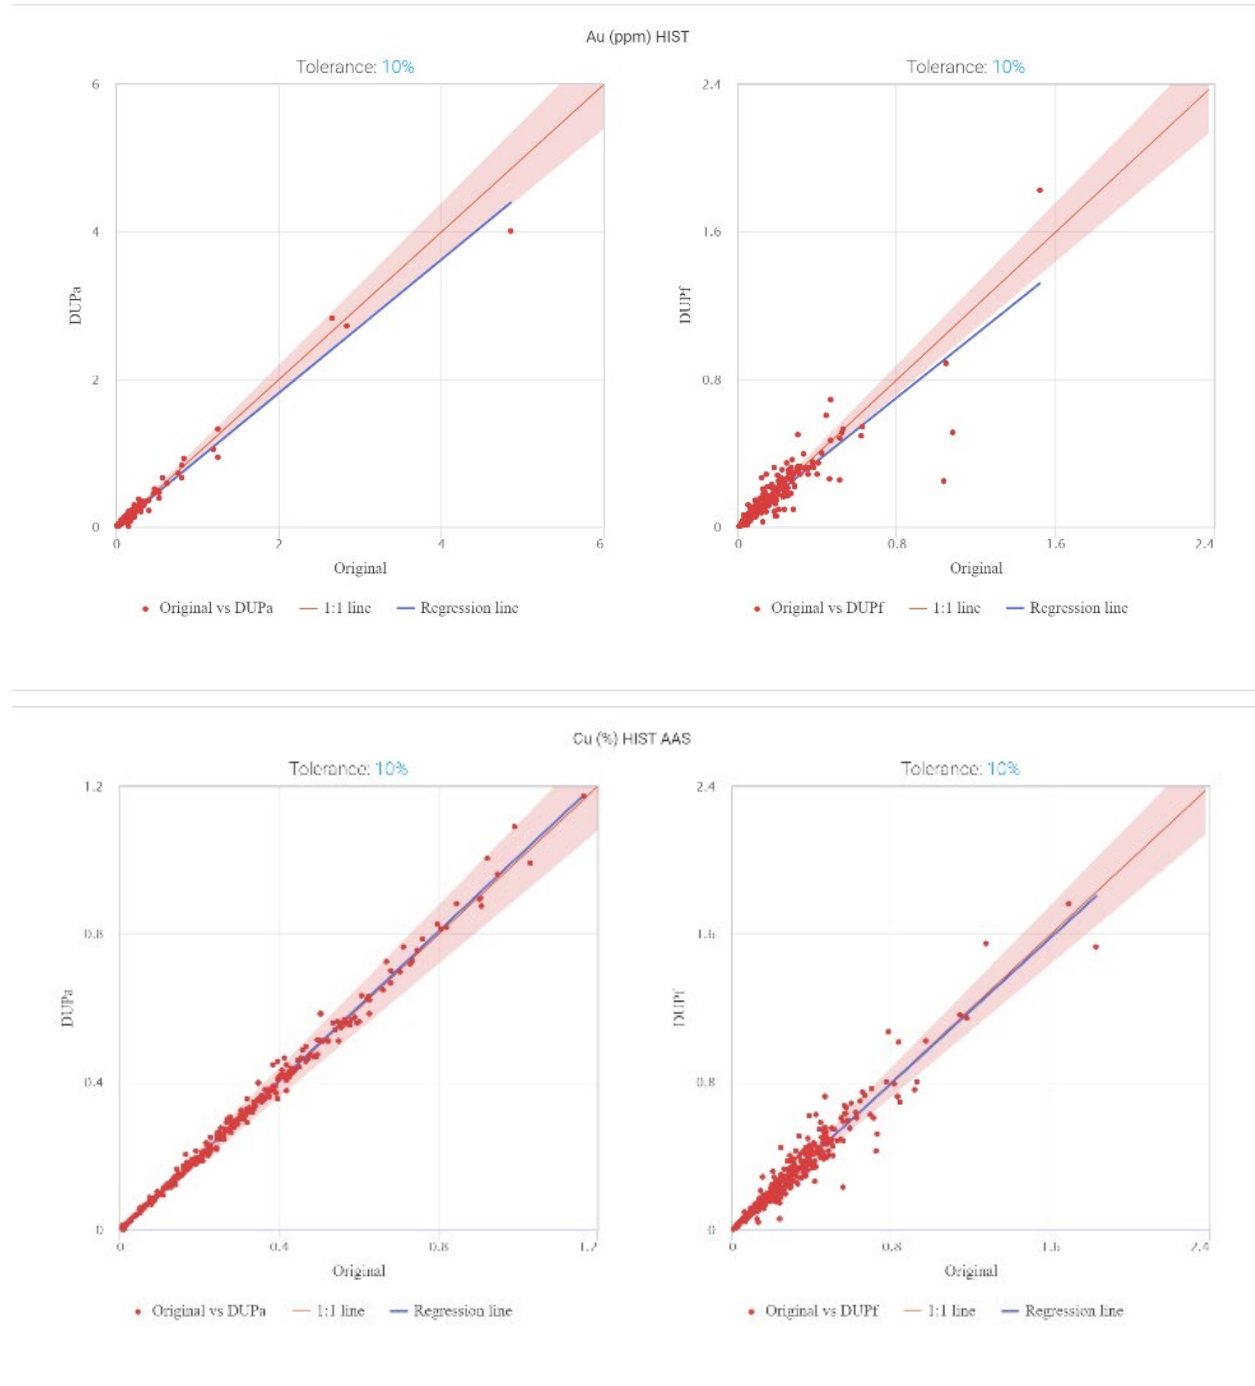 Au (ppm) HIST
Tolerance: 10%
Tolerance: 10%
6
4
2
0
DUPa
0 2 4 6
Original
Original vs DUPa 1:1 line Regression line
2.4
1.6
0.8
0
DUPf
0 0.8 1.6 2.4
Original
Original vs DUPf 1:1 line Regression line
Cu (%) HIST AAS
Tolerance: 10%
Tolerance: 10%
1.2
0.8
0.4
0
DUPa
0 0.4 0.8 1.2
Original
Original vs DUPa 1:1 line Regression line
2.4
1.6
0.8
0
DUPf
0 0.8 1.6 2.4
Original
Original vs DUPf 1:1 line Regression line